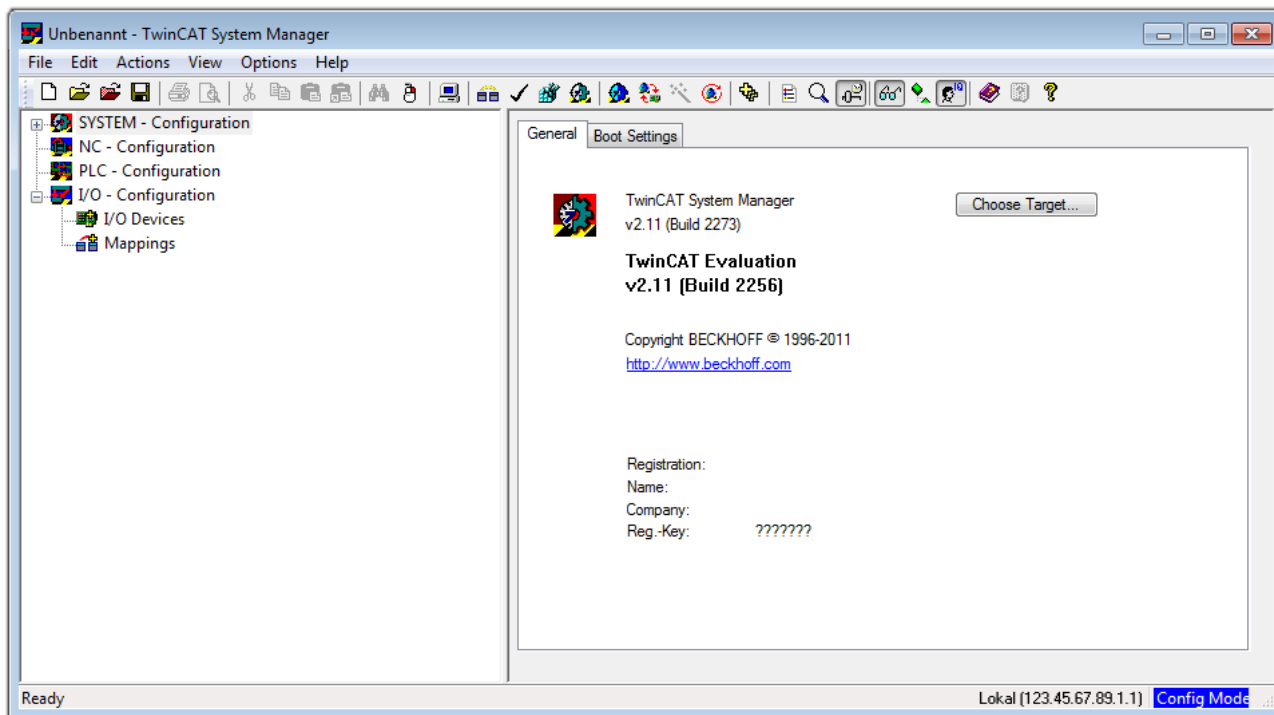 Unbenannt - TwinCAT System Manager
File Edit Actions View Options Help
SYSTEM - Configuration
NC - Configuration
PLC - Configuration
I/O - Configuration
I/O Devices
Mappings
General Boot Settings
TwinCAT System Manager
v2.11 (Build 2273)
Choose Target...
TwinCAT Evaluation
v2.11 (Build 2256)
Copyright BECKHOFF © 1996-2011
http://www.beckhoff.com
Registration:
Name:
Company:
Reg.-Key: ???????
Ready Lokal (123.45.67.89.1.1) Config Mode